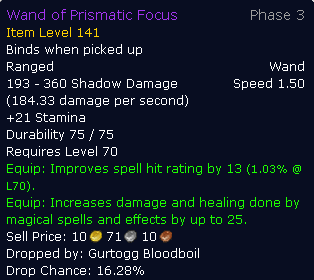 Wand of Prismatic Focus Phase 3
Item Level 141
Binds when picked up
Ranged Wand
193 - 360 Shadow Damage Speed 1.50
(184.33 damage per second)
+21 Stamina
Durability 75 / 75
Requires Level 70
Equip: Improves spell hit rating by 13 (1.03% @
L70).
Equip: Increases damage and healing done by
magical spells and effects by up to 25.
Sell Price: 10 71 10
Dropped by: Gurtogg Bloodboil
Drop Chance: 16.28%